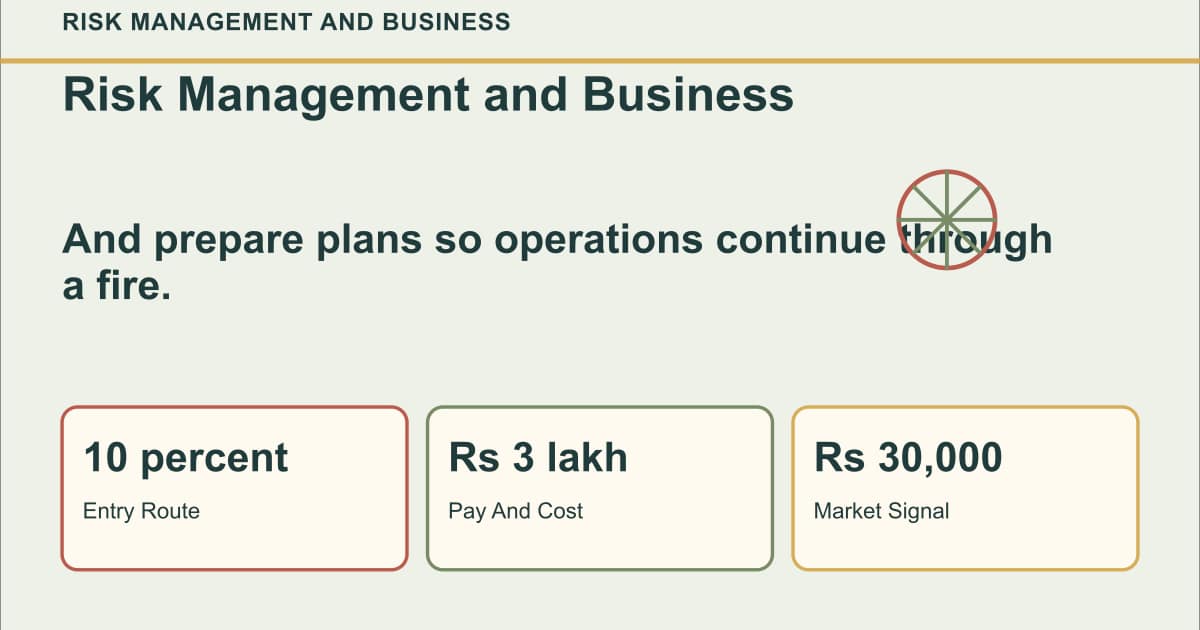 RISK MANAGEMENT AND BUSINESS
Risk Management and Business
And prepare plans so operations continue through
a fire.
10 percent
Entry Route
Rs 3 lakh
Pay And Cost
Rs 30,000
Market Signal